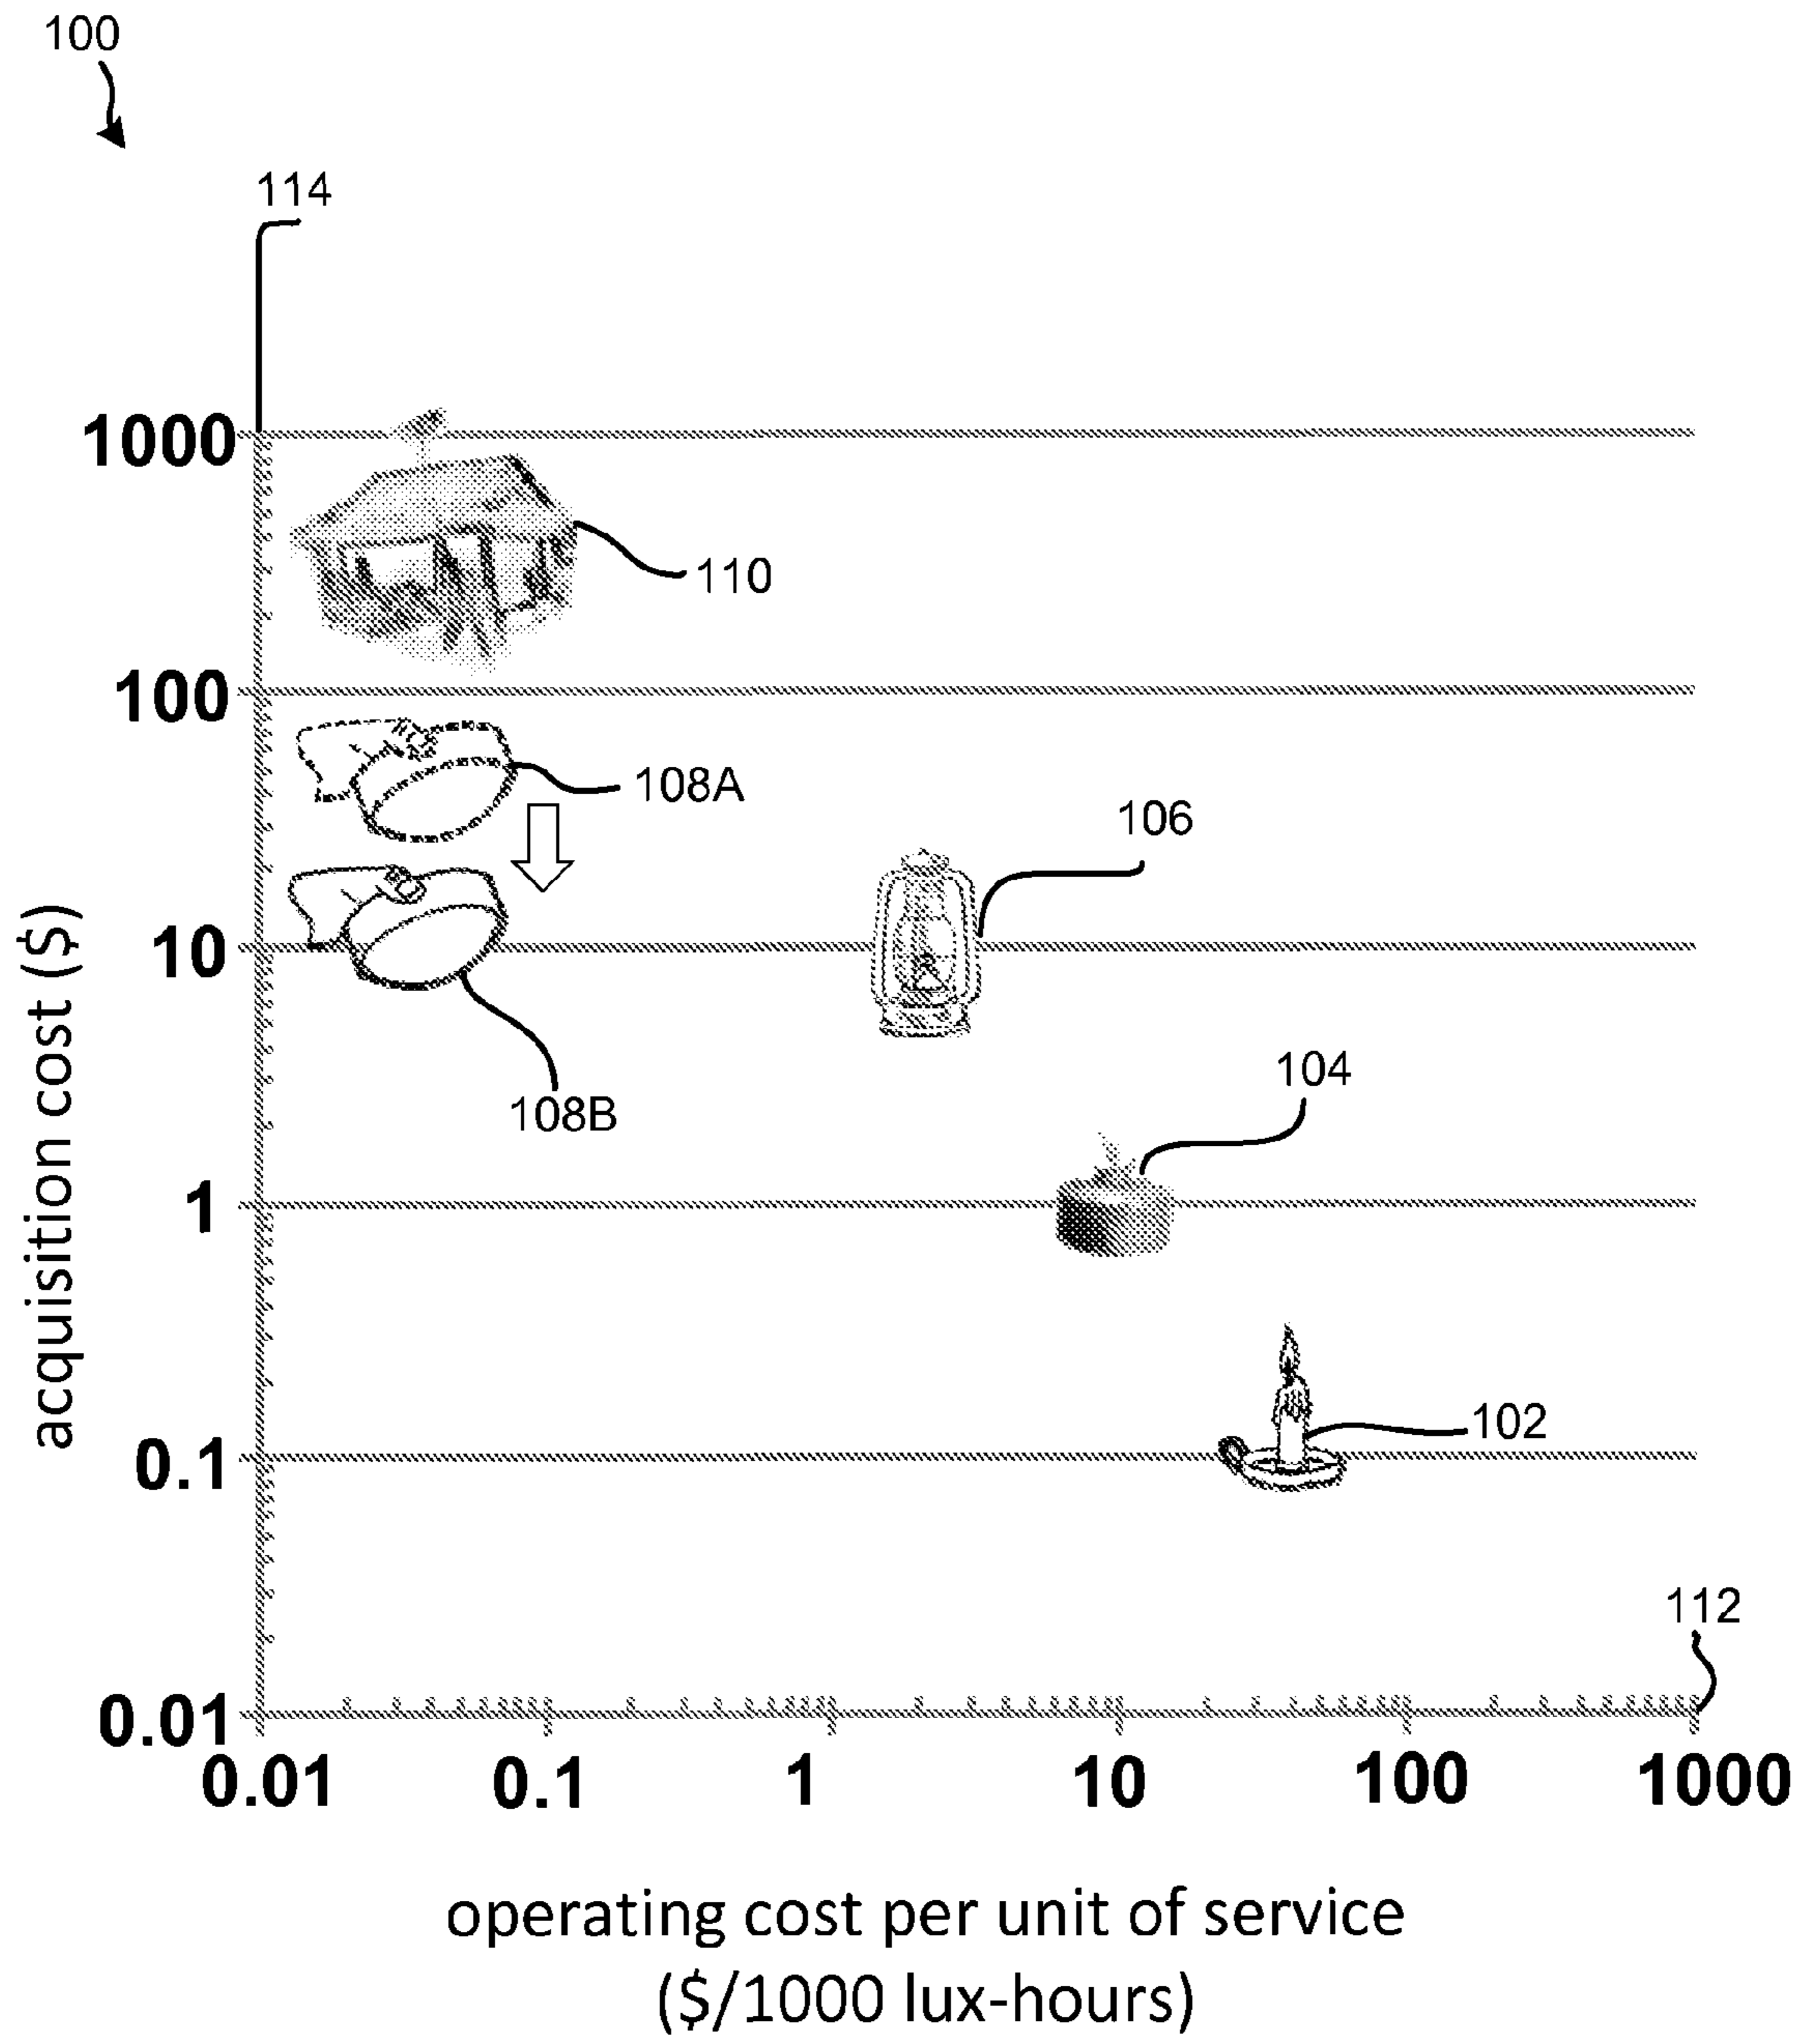 100
114
1000
110
100
108A
106
10
acquisition cost ($)
104
108B
1
102
0.1
112
0.01
0.01 0.1 1 10 100 1000
operating cost per unit of service
($/1000 lux-hours)